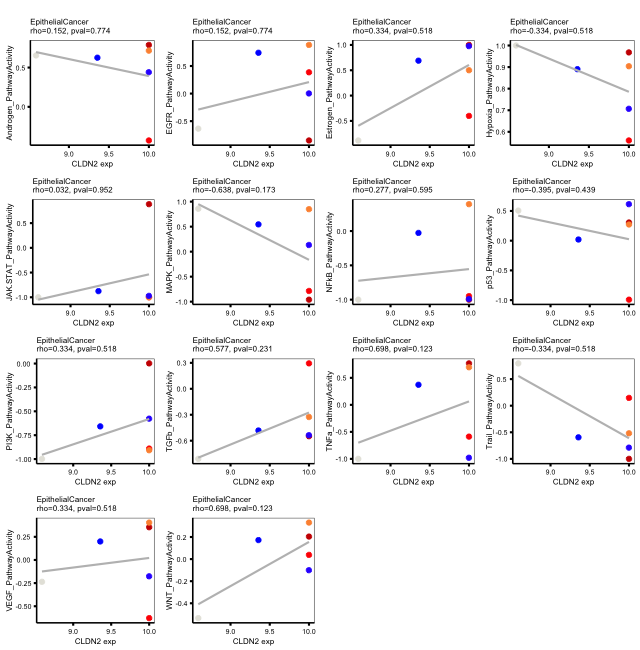 EpithelialCancer
rho=0.152, pval=0.774
Androgen_PathwayActivity
0.5
0.0
9.0
9.5
10.0
CLDN2 exp
EpithelialCancer
rho=0.152, pval=0.774
EGFR_PathwayActivity
0.5
0.0
-0.5
9.0
9.5
10.0
CLDN2 exp
EpithelialCancer
rho=0.334, pval=0.518
Estrogen_PathwayActivity
1.0
0.5
0.0
-0.5
9.0
9.5
10.0
CLDN2 exp
EpithelialCancer
rho=-0.334, pval=0.518
Hypoxia_PathwayActivity
1.0
0.9
0.8
0.7
0.6
9.0
9.5
10.0
CLDN2 exp
EpithelialCancer
rho=0.032, pval=0.952
JAK-STAT_PathwayActivity
0.5
0.0
-0.5
-1.0
9.0
9.5
10.0
CLDN2 exp
EpithelialCancer
rho=-0.638, pval=0.173
MAPK_PathwayActivity
1.0
0.5
0.0
-0.5
-1.0
9.0
9.5
10.0
CLDN2 exp
EpithelialCancer
rho=0.277, pval=0.595
NFkB_PathwayActivity
0.0
-0.5
-1.0
9.0
9.5
10.0
CLDN2 exp
EpithelialCancer
rho=-0.395, pval=0.439
p53_PathwayActivity
0.5
0.0
-0.5
-1.0
9.0
9.5
10.0
CLDN2 exp
EpithelialCancer
rho=0.334, pval=0.518
PI3K_PathwayActivity
0.00
-0.25
-0.50
-0.75
-1.00
9.0
9.5
10.0
CLDN2 exp
EpithelialCancer
rho=0.577, pval=0.231
TGFb_PathwayActivity
0.3
0.0
-0.3
-0.6
9.0
9.5
10.0
CLDN2 exp
EpithelialCancer
rho=0.698, pval=0.123
TNFa_PathwayActivity
0.5
0.0
-0.5
-1.0
9.0
9.5
10.0
CLDN2 exp
EpithelialCancer
rho=-0.334, pval=0.518
Trail_PathwayActivity
0.5
0.0
-0.5
-1.0
9.0
9.5
10.0
CLDN2 exp
EpithelialCancer
rho=0.334, pval=0.518
VEGF_PathwayActivity
0.25
0.00
-0.25
-0.50
9.0
9.5
10.0
CLDN2 exp
EpithelialCancer
rho=0.698, pval=0.123
WNT_PathwayActivity
0.2
0.0
-0.2
-0.4
9.0
9.5
10.0
CLDN2 exp